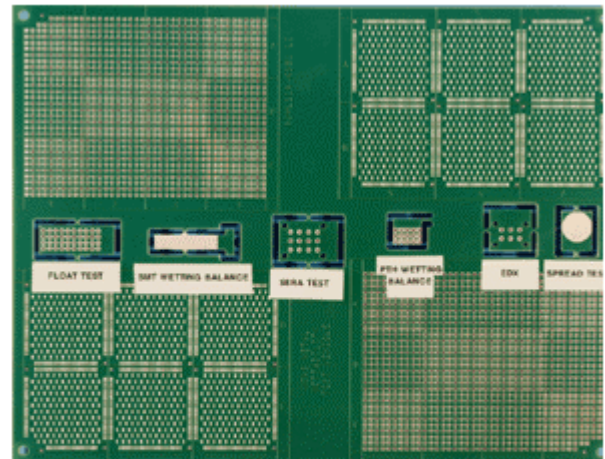 FLOAT TEST
SMT WETTING BALANCE
SERA TEST
PTH WETTING
BALANCE
EDX
SPREAD TES